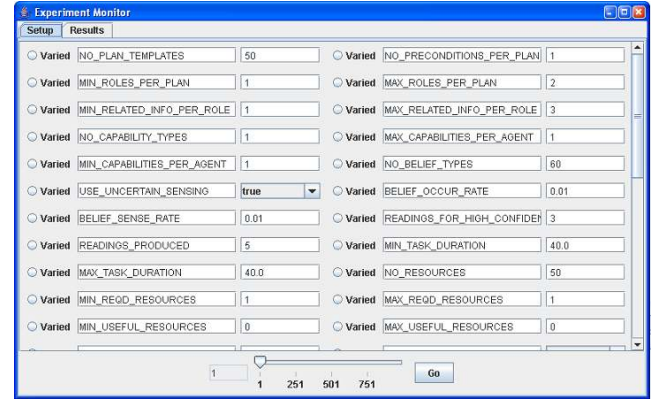 Experiment Monitor
Setup Results
Varied NO_PLAN_TEMPLATES 50 Varied NO_PRECONDITIONS_PER_PLAN 1
Varied MIN_ROLES_PER_PLAN 1 Varied MAX_ROLES_PER_PLAN 2
Varied MIN_RELATED_INFO_PER_ROLE 1 Varied MAX_RELATED_INFO_PER_ROLE 3
Varied NO_CAPABILITY_TYPES 1 Varied MAX_CAPABILITIES_PER_AGENT 1
Varied MIN_CAPABILITIES_PER_AGENT 1 Varied NO_BELIEF_TYPES 60
Varied USE_UNCERTAIN_SENSING true Varied BELIEF_OCCUR_RATE 0.01
Varied BELIEF_SENSE_RATE 0.01 Varied READINGS_FOR_HIGH_CONFIDEN 3
Varied READINGS_PRODUCED 5 Varied MIN_TASK_DURATION 40.0
Varied MAX_TASK_DURATION 40.0 Varied NO_RESOURCES 50
Varied MIN_REQD_RESOURCES 1 Varied MAX_REQD_RESOURCES 1
Varied MIN_USEFUL_RESOURCES 0 Varied MAX_USEFUL_RESOURCES 0
1 Go
1 251 501 751